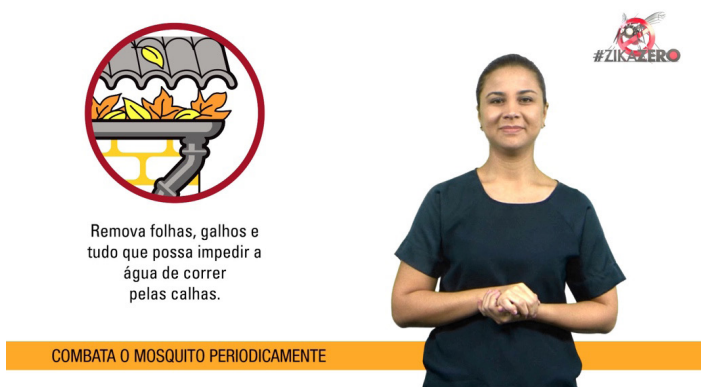 #ZIKAZERO
Remova folhas, galhos e
tudo que possa impedir a
água de correr
pelas calhas.
COMBATA O MOSQUITO PERIODICAMENTE